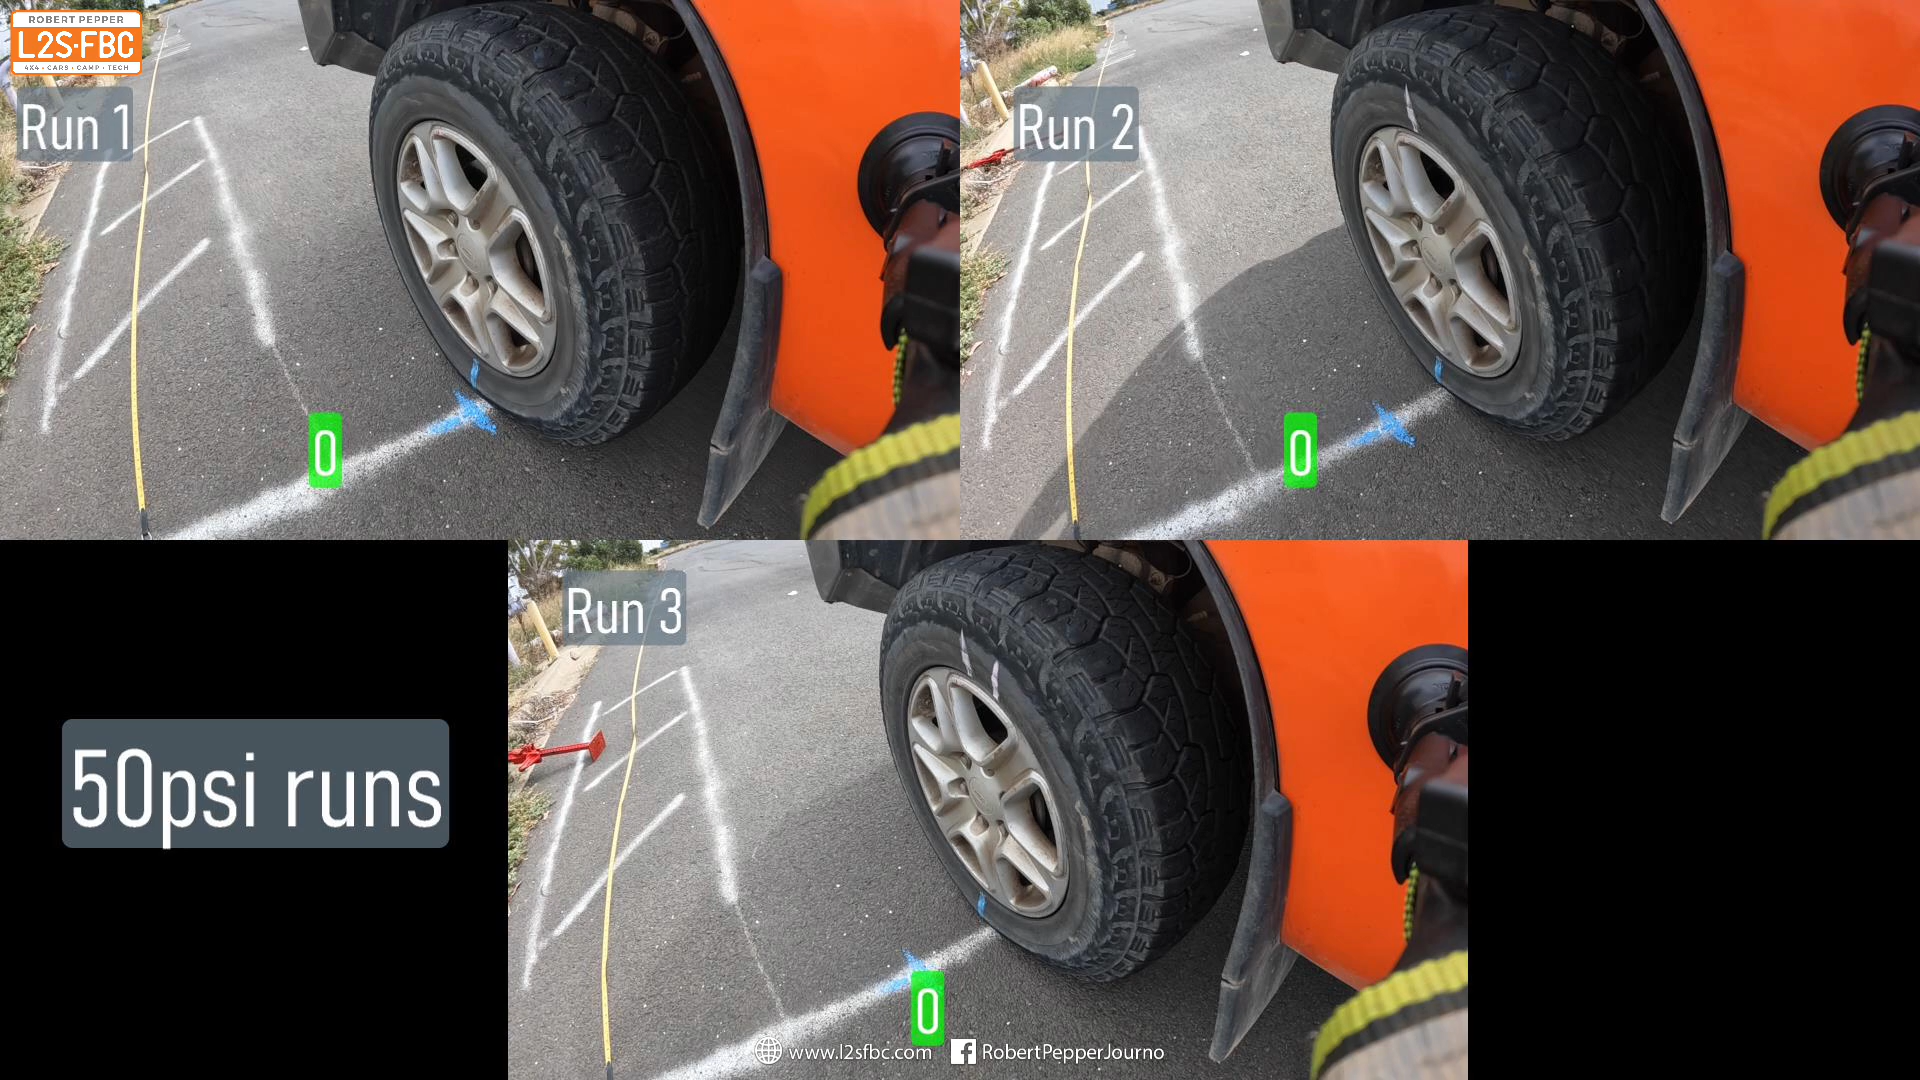 ROBERT PEPPER
L2S·FBC
4X4 • CARS • CAMP • TECH
Run 1
0
Run 2
0
50psi runs
Run 3
0
www.l2sfbc.com RobertPepperJourno